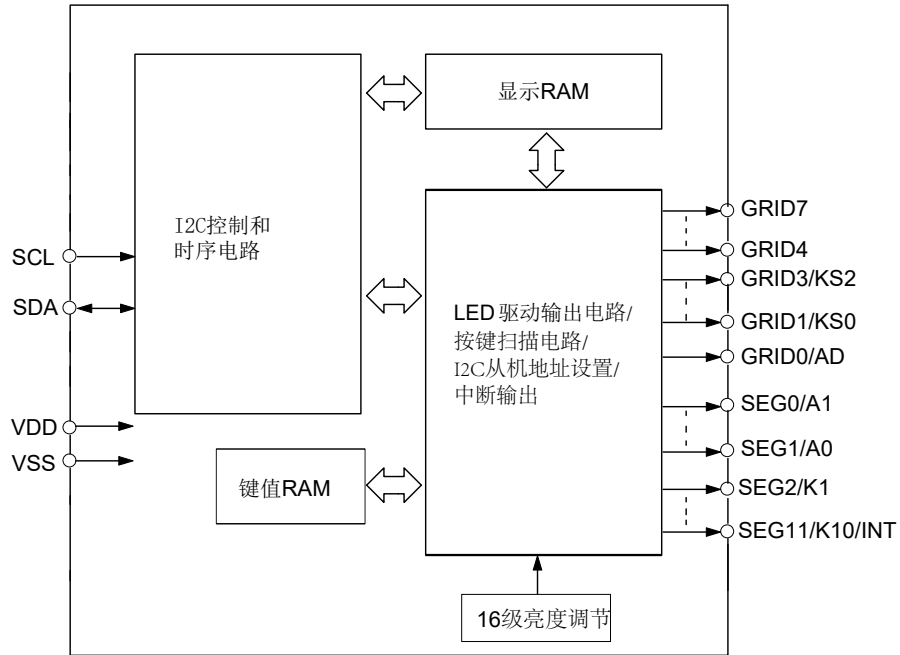 显示RAM
I2C控制和
时序电路
SCL
SDA
VDD
VSS
键值RAM
LED 驱动输出电路/
按键扫描电路/
I2C从机地址设置/
中断输出
16级亮度调节
GRID7
GRID4
GRID3/KS2
GRID1/KS0
GRID0/AD
SEG0/A1
SEG1/A0
SEG2/K1
SEG11/K10/INT